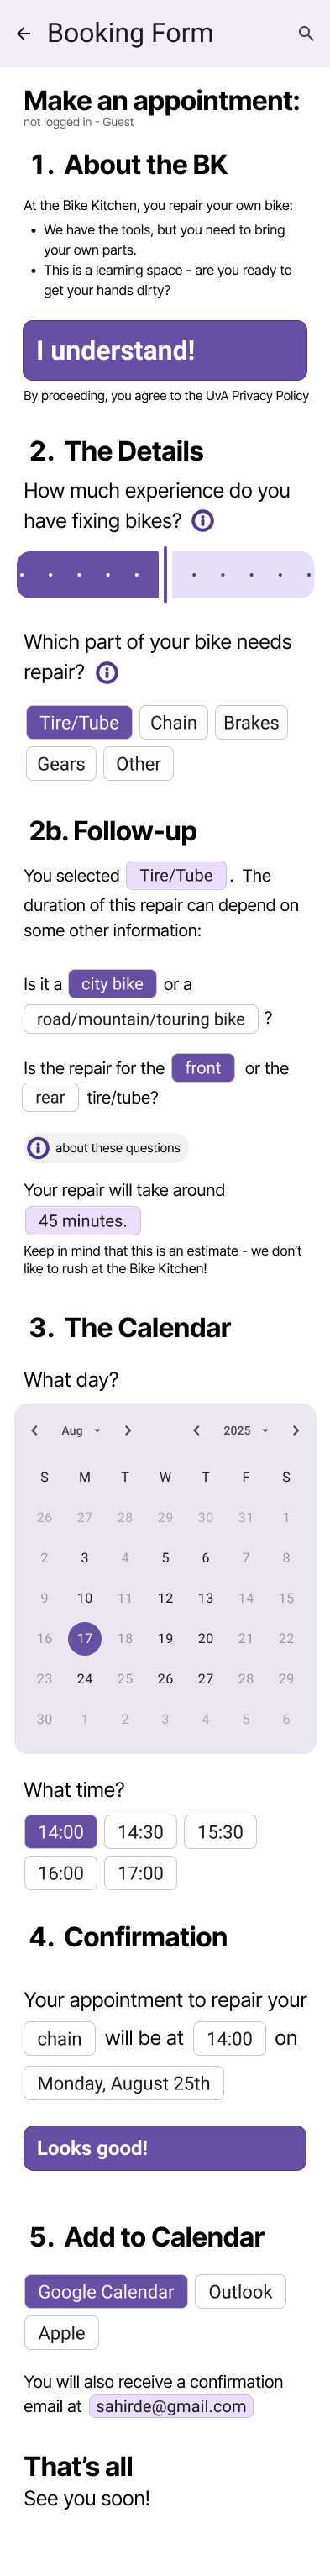 Booking Form
Make an appointment:
not logged in - Guest
1. About the BK
At the Bike Kitchen, you repair your own bike:
• We have the tools, but you need to bring
your own parts.
• This is a learning space - are you ready to
get your hands dirty?
I understand!
By proceeding, you agree to the UvA Privacy Policy
2. The Details
How much experience do you
have fixing bikes?
Which part of your bike needs
repair?
Tire/Tube Chain Brakes
Gears Other
2b. Follow-up
You selected Tire/Tube . The
duration of this repair can depend on
some other information:
Is it a city bike or a
road/mountain/touring bike ?
Is the repair for the front or the
rear tire/tube?
about these questions
Your repair will take around
45 minutes.
Keep in mind that this is an estimate - we don't
like to rush at the Bike Kitchen!
3. The Calendar
What day?
Aug 2025
S M T W T F S
26 27 28 29 30 31 1
2 3 4 5 6 7 8
9 10 11 12 13 14 15
16 17 18 19 20 21 22
23 24 25 26 27 28 29
30 1 2 3 4 5 6
What time?
14:00 14:30 15:30
16:00 17:00
4. Confirmation
Your appointment to repair your
chain will be at 14:00 on
Monday, August 25th
Looks good!
5. Add to Calendar
Google Calendar Outlook
Apple
You will also receive a confirmation
email at sahirde@gmail.com
That's all
See you soon!